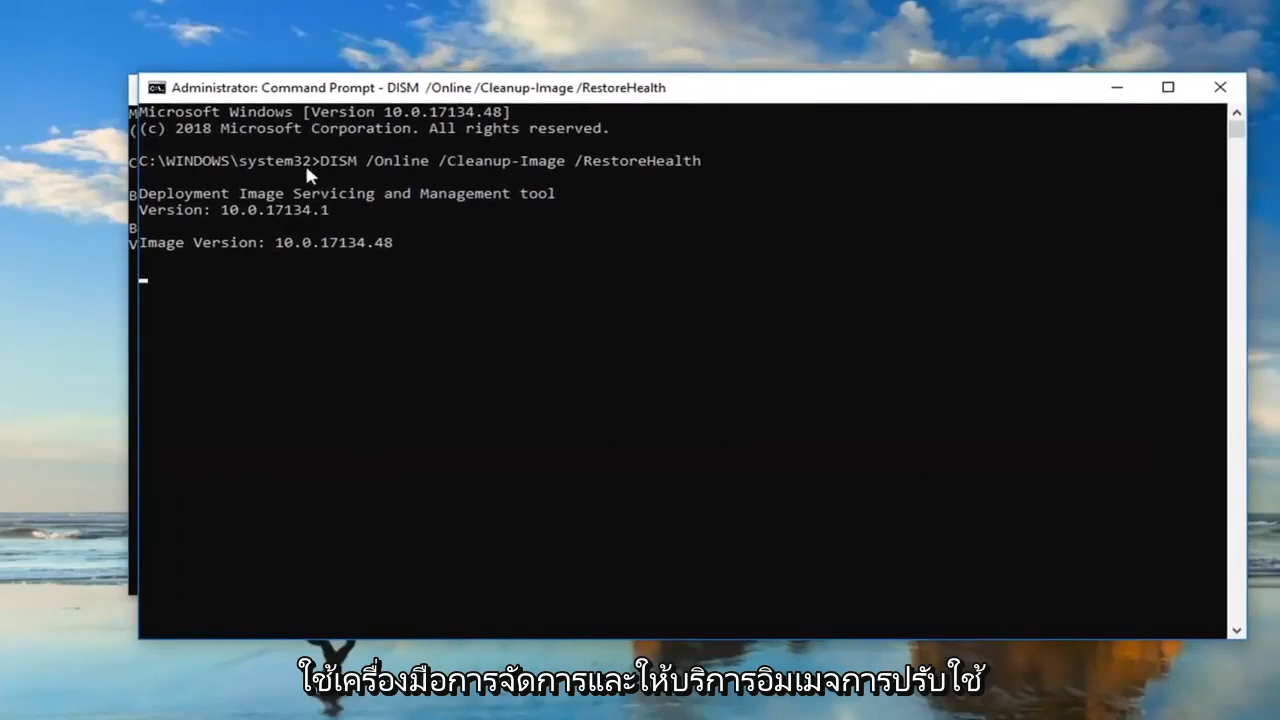 Administrator: Command Prompt - DISM /Online /Cleanup-Image /RestoreHealth
Microsoft Windows [Version 10.0.17134.48]
(c) 2018 Microsoft Corporation. All rights reserved.
C:\WINDOWS\system32>DISM /Online /Cleanup-Image /RestoreHealth
Deployment Image Servicing and Management tool
Version: 10.0.17134.1
Image Version: 10.0.17134.48
ใช้เครื่องมือการจัดการและให้บริการอิมเมจการปรับใช้